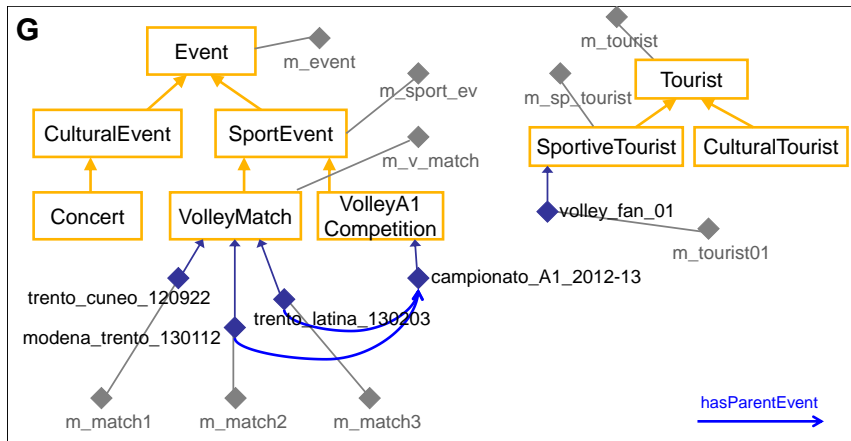 G
Event
m_event
m_tourist
Tourist
m_sport_ev
m_sp_tourist
CulturalEvent
SportEvent
m_v_match
SportiveTourist
CulturalTourist
Concert
VolleyMatch
VolleyA1
Competition
volley_fan_01
m_tourist01
campionato_A1_2012-13
trento_cuneo_120922
trento_latina_130203
modena_trento_130112
m_match1
m_match2
m_match3
hasParentEvent